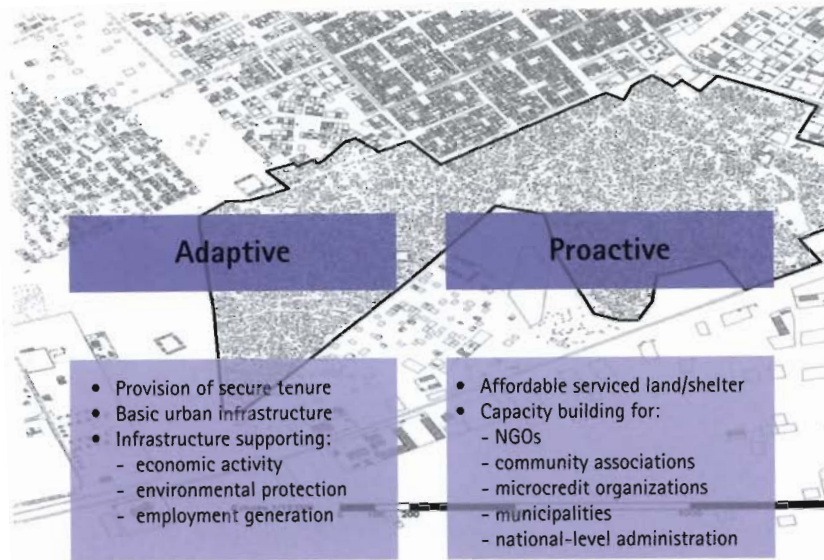 Adaptive
• Provision of secure tenure
• Basic urban infrastructure
• Infrastructure supporting:
- economic activity
- environmental protection
- employment generation
Proactive
• Affordable serviced land/shelter
• Capacity building for:
- NGOs
- community associations
- microcredit organizations
- municipalities
- national-level administration